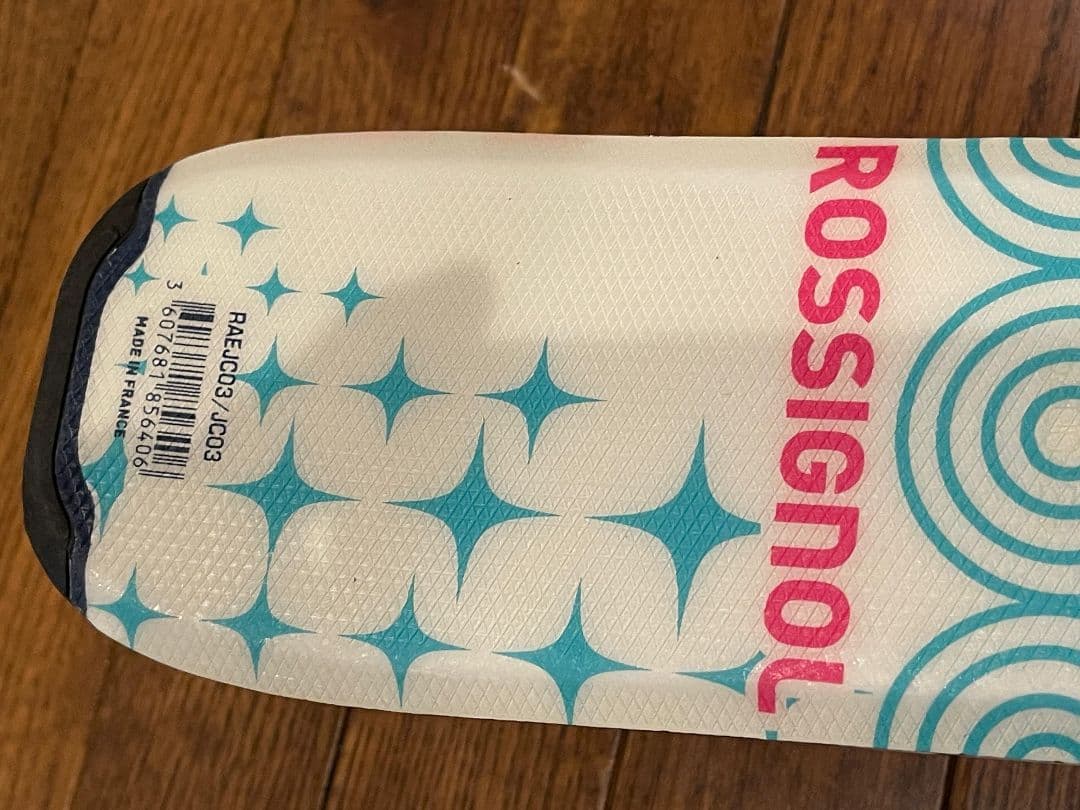 ROSSIGNOL
RAEJC03/JC03
3 607681 856406
MADE IN FRANCE